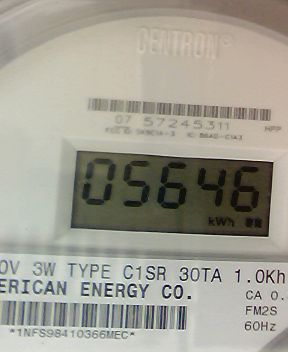 CENTRON®
07 57245311
HPP
05646
kWh
0V 3W TYPE C1SR 30TA 1.0Kh
ERICAN ENERGY CO.
CA 0.
FM2S
60Hz
*1NFS98410366MEC*